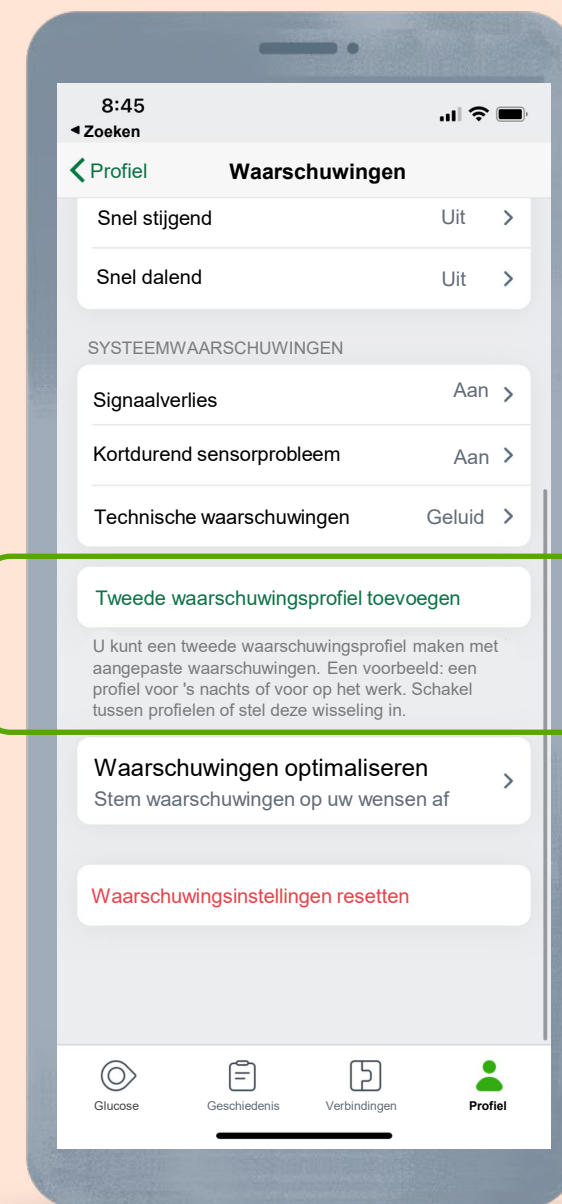 8:45
Zoeken
Profiel Waarschuwingen
Snel stijgend Uit
Snel dalend Uit
SYSTEEMWAARSCHUWINGEN
Signaalverlies Aan
Kortdurend sensorprobleem Aan
Technische waarschuwingen Geluid
Tweede waarschuwingsprofiel toevoegen
U kunt een tweede waarschuwingsprofiel maken met
aangepaste waarschuwingen. Een voorbeeld: een
profiel voor 's nachts of voor op het werk. Schakel
tussen profielen of stel deze wisseling in.
Waarschuwingen optimaliseren
Stem waarschuwingen op uw wensen af
Waarschuwingsinstellingen resetten
Glucose Geschiedenis Verbindingen Profiel